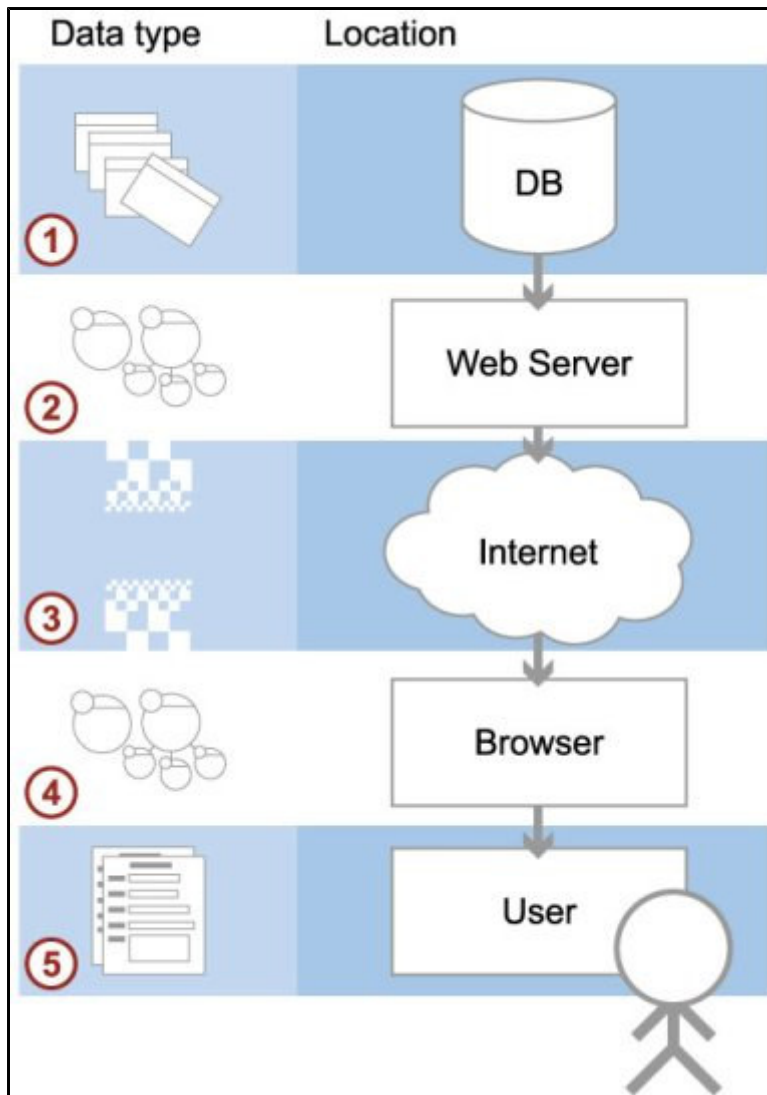 Data type Location
DB
1
Web Server
2
Internet
3
Browser
4
User
5